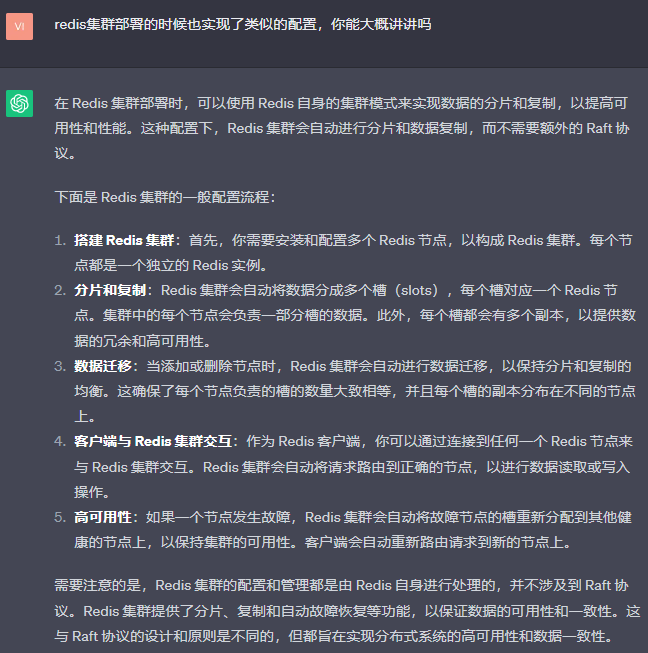 VI
redis集群部署的时候也实现了类似的配置，你能大概讲讲吗
在 Redis 集群部署时，可以使用 Redis 自身的集群模式来实现数据的分片和复制，以提高可
用性和性能。这种配置下，Redis 集群会自动进行分片和数据复制，而不需要额外的 Raft 协
议。
下面是 Redis 集群的一般配置流程：
1. 搭建 Redis 集群：首先，你需要安装和配置多个 Redis 节点，以构成 Redis 集群。每个节
点都是一个独立的 Redis 实例。
2. 分片和复制：Redis 集群会自动将数据分成多个槽（slots），每个槽对应一个 Redis 节
点。集群中的每个节点会负责一部分槽的数据。此外，每个槽都会有多个副本，以提供数
据的冗余和高可用性。
3. 数据迁移：当添加或删除节点时，Redis 集群会自动进行数据迁移，以保持分片和复制的
均衡。这确保了每个节点负责的槽的数量大致相等，并且每个槽的副本分布在不同的节点
上。
4. 客户端与 Redis 集群交互：作为 Redis 客户端，你可以通过连接到任何一个 Redis 节点来
与 Redis 集群交互。Redis 集群会自动将请求路由到正确的节点，以进行数据读取或写入
操作。
5. 高可用性：如果一个节点发生故障，Redis 集群会自动将故障节点的槽重新分配到其他健
康的节点上，以保持集群的可用性。客户端会自动重新路由请求到新的节点上。
需要注意的是，Redis 集群的配置和管理都是由 Redis 自身进行处理的，并不涉及到 Raft 协
议。Redis 集群提供了分片、复制和自动故障恢复等功能，以保证数据的可用性和一致性。这
与 Raft 协议的设计和原则是不同的，但都旨在实现分布式系统的高可用性和数据一致性。